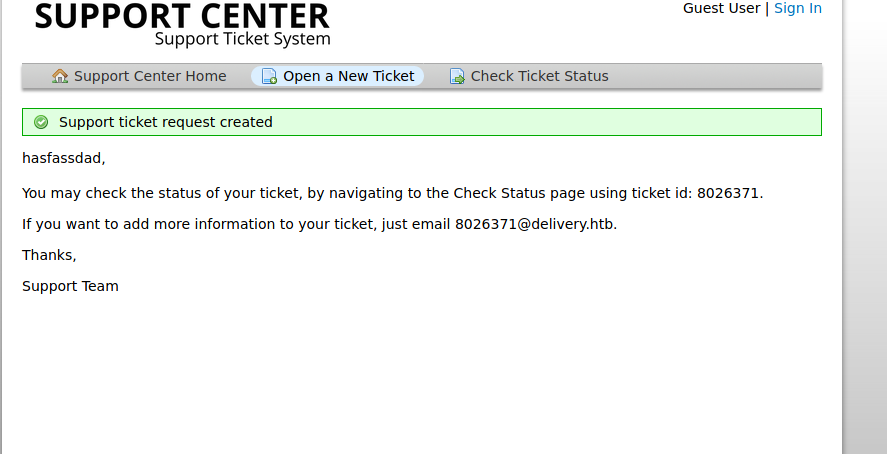 SUPPORT CENTER
Support Ticket System
Guest User | Sign In
Support Center Home
Open a New Ticket
Check Ticket Status
Support ticket request created
hasfassdad,
You may check the status of your ticket, by navigating to the Check Status page using ticket id: 8026371.
If you want to add more information to your ticket, just email 8026371@delivery.htb.
Thanks,
Support Team